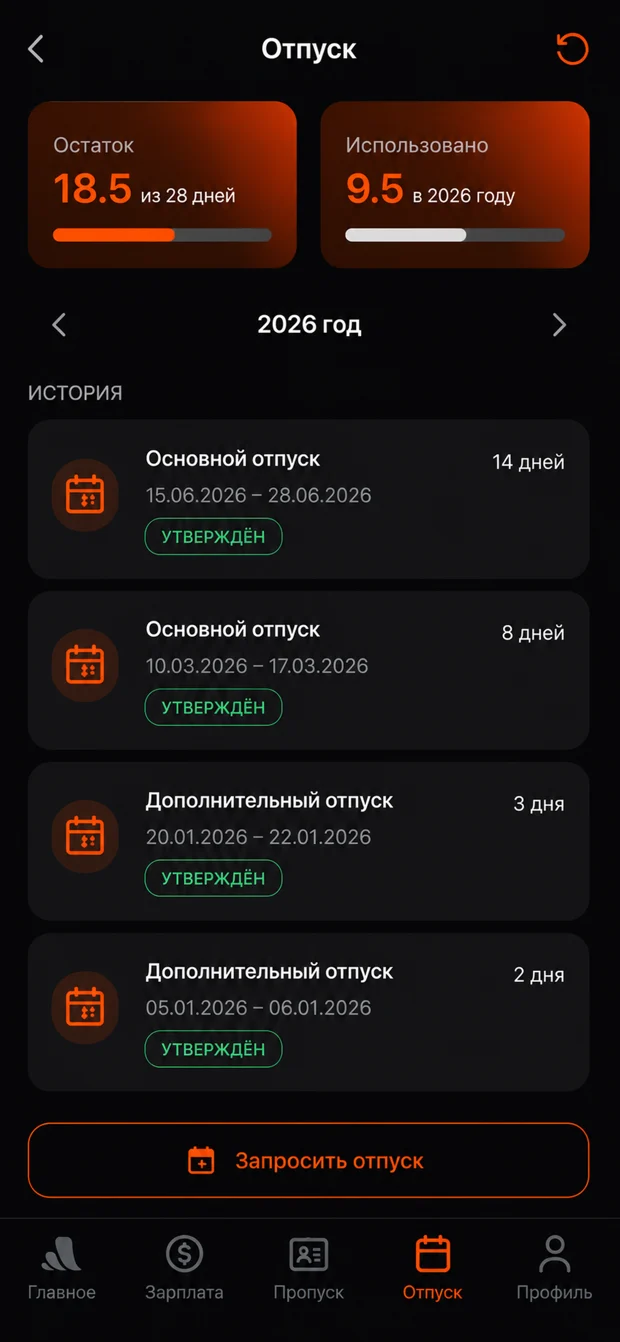 Отпуск
Остаток
18.5 из 28 дней
Использовано
9.5 в 2026 году
2026 год
ИСТОРИЯ
Основной отпуск
14 дней
15.06.2026 – 28.06.2026
УТВЕРЖДЁН
Основной отпуск
8 дней
10.03.2026 – 17.03.2026
УТВЕРЖДЁН
Дополнительный отпуск
3 дня
20.01.2026 – 22.01.2026
УТВЕРЖДЁН
Дополнительный отпуск
2 дня
05.01.2026 – 06.01.2026
УТВЕРЖДЁН
Запросить отпуск
Главное
Зарплата
Пропуск
Отпуск
Профиль